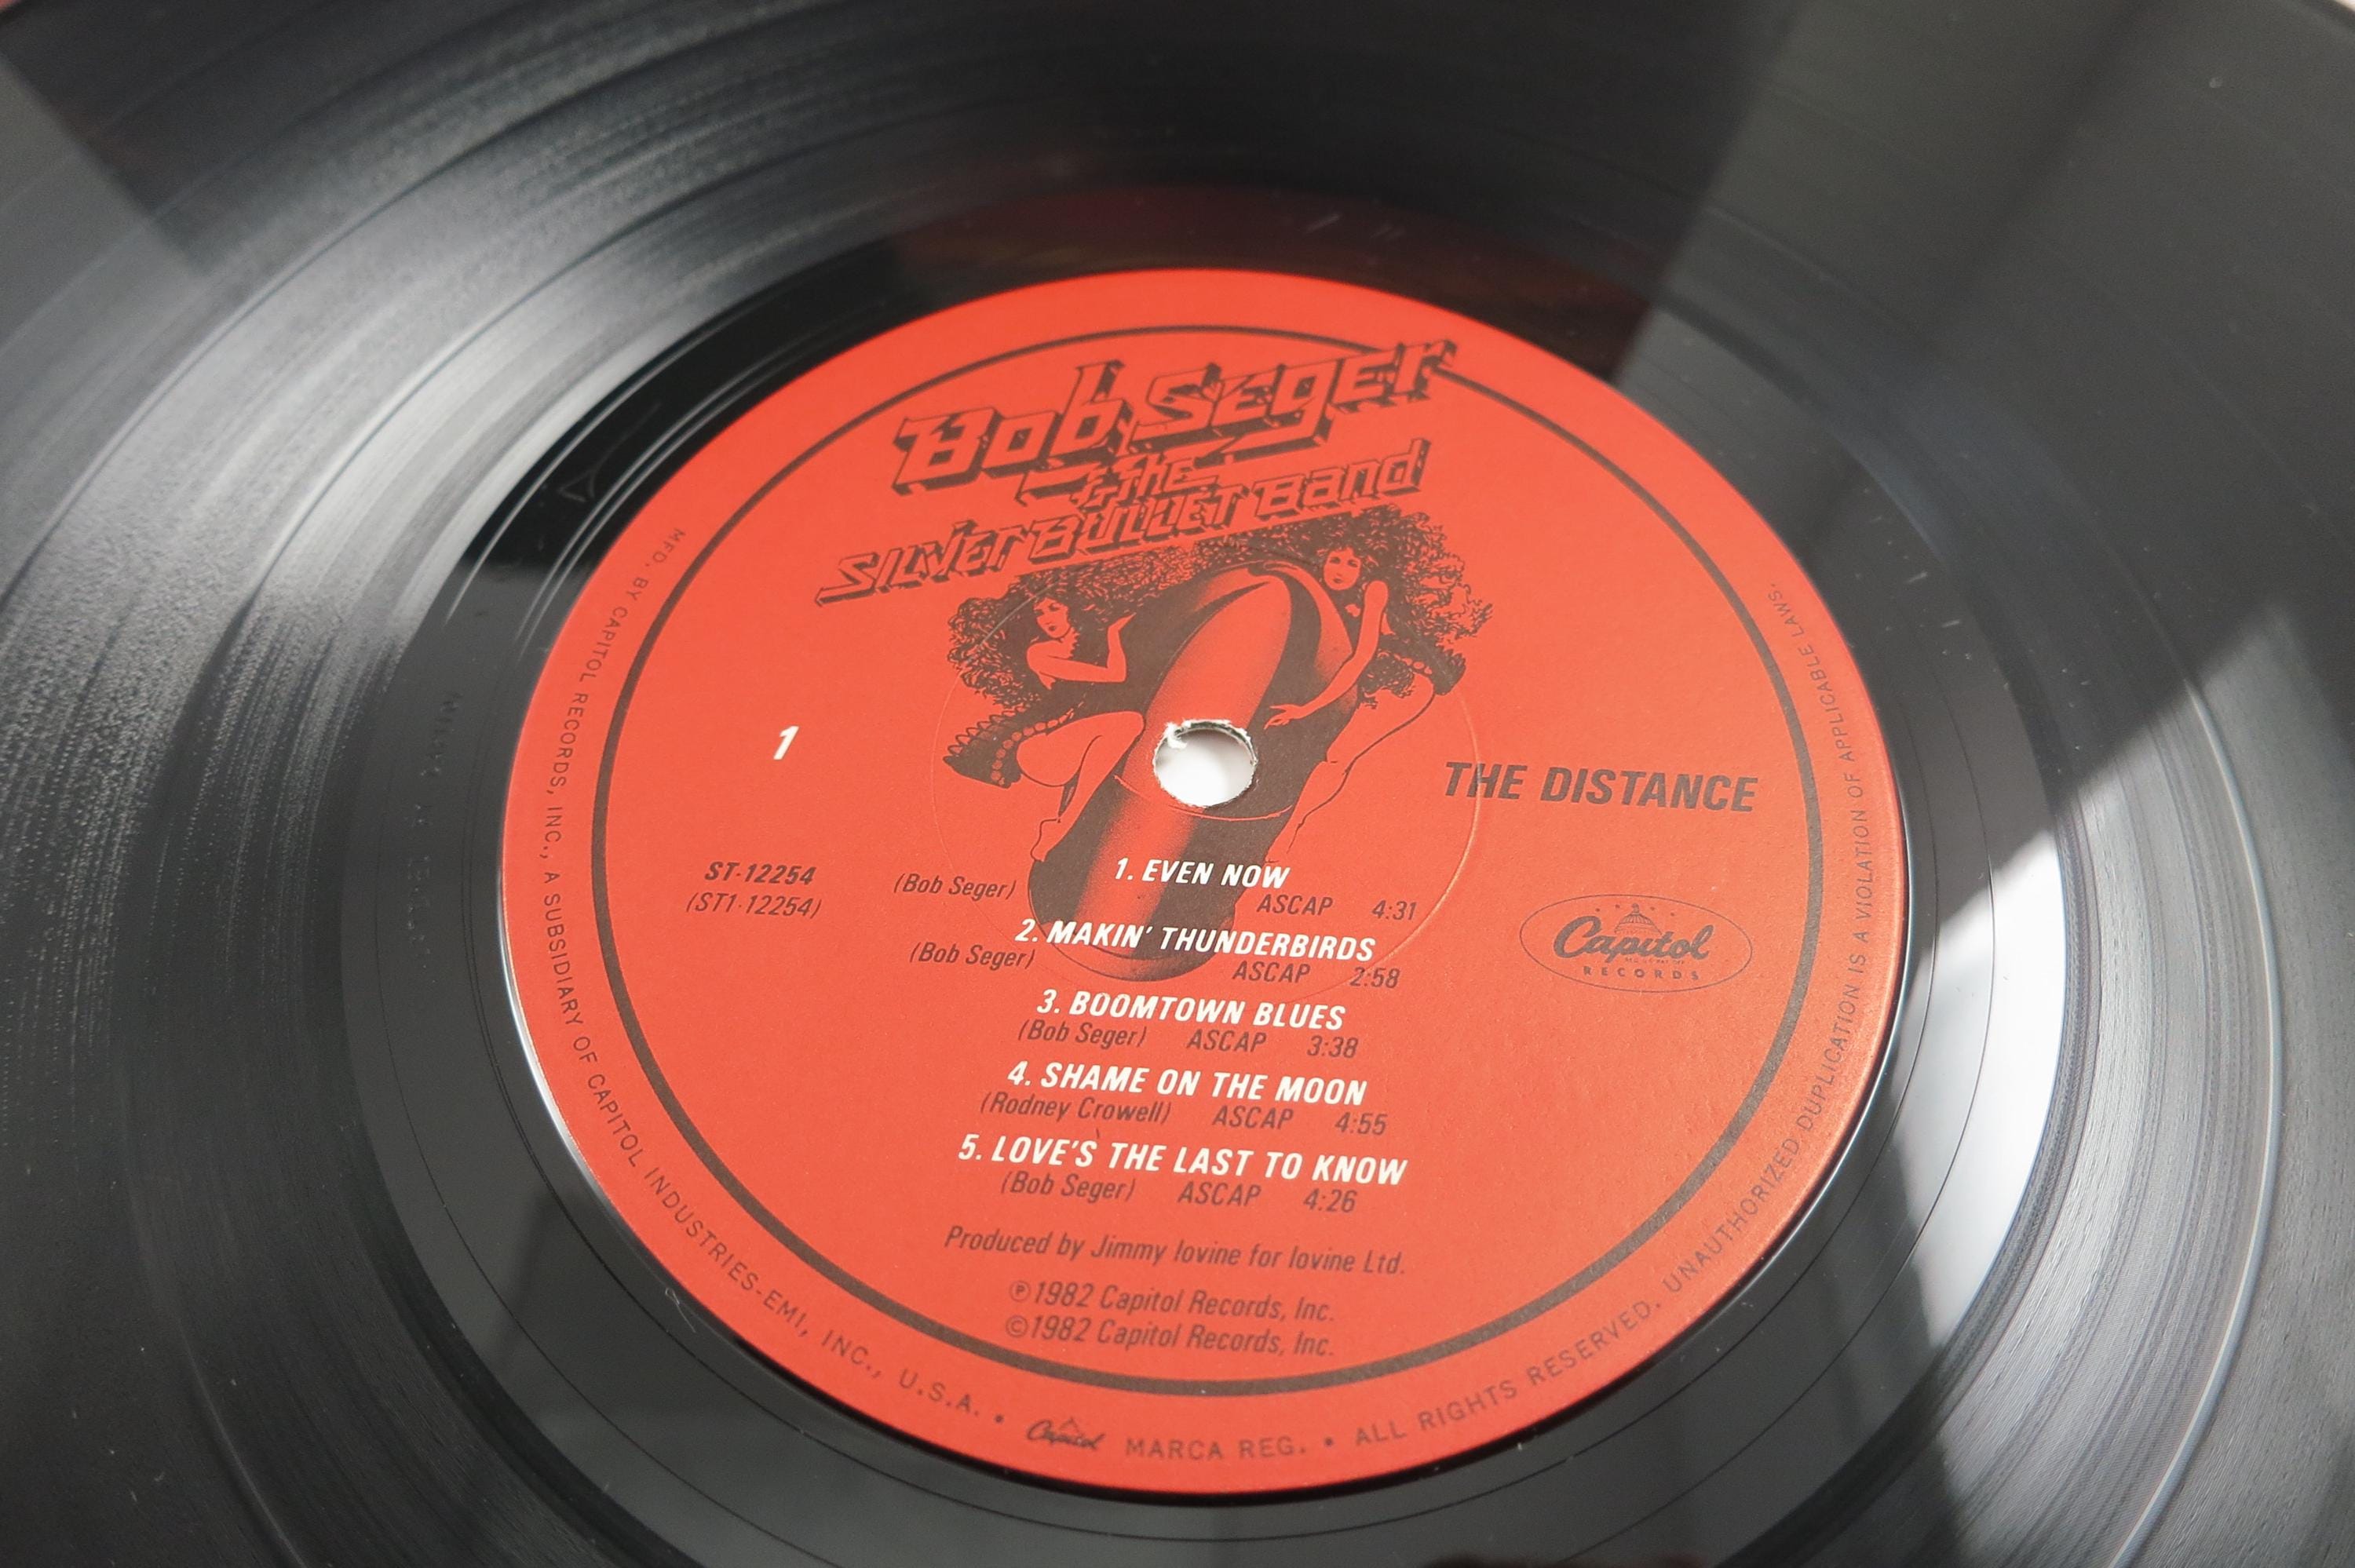 Bob Seger
& the
Silver Bullet Band
1
THE DISTANCE
ST-12254
(ST1-12254)
1. EVEN NOW
(Bob Seger) ASCAP 4:31
2. MAKIN' THUNDERBIRDS
(Bob Seger) ASCAP 2:58
3. BOOMTOWN BLUES
(Bob Seger) ASCAP 3:38
4. SHAME ON THE MOON
(Rodney Crowell) ASCAP 4:55
5. LOVE'S THE LAST TO KNOW
(Bob Seger) ASCAP 4:26
Capitol
RECORDS
Produced by Jimmy Iovine for Iovine Ltd.
℗1982 Capitol Records, Inc.
©1982 Capitol Records, Inc.
MFD. BY CAPITOL RECORDS, INC., A SUBSIDIARY OF CAPITOL INDUSTRIES-EMI, INC., U.S.A. • Capitol MARCA REG. • ALL RIGHTS RESERVED. UNAUTHORIZED DUPLICATION IS A VIOLATION OF APPLICABLE LAWS.